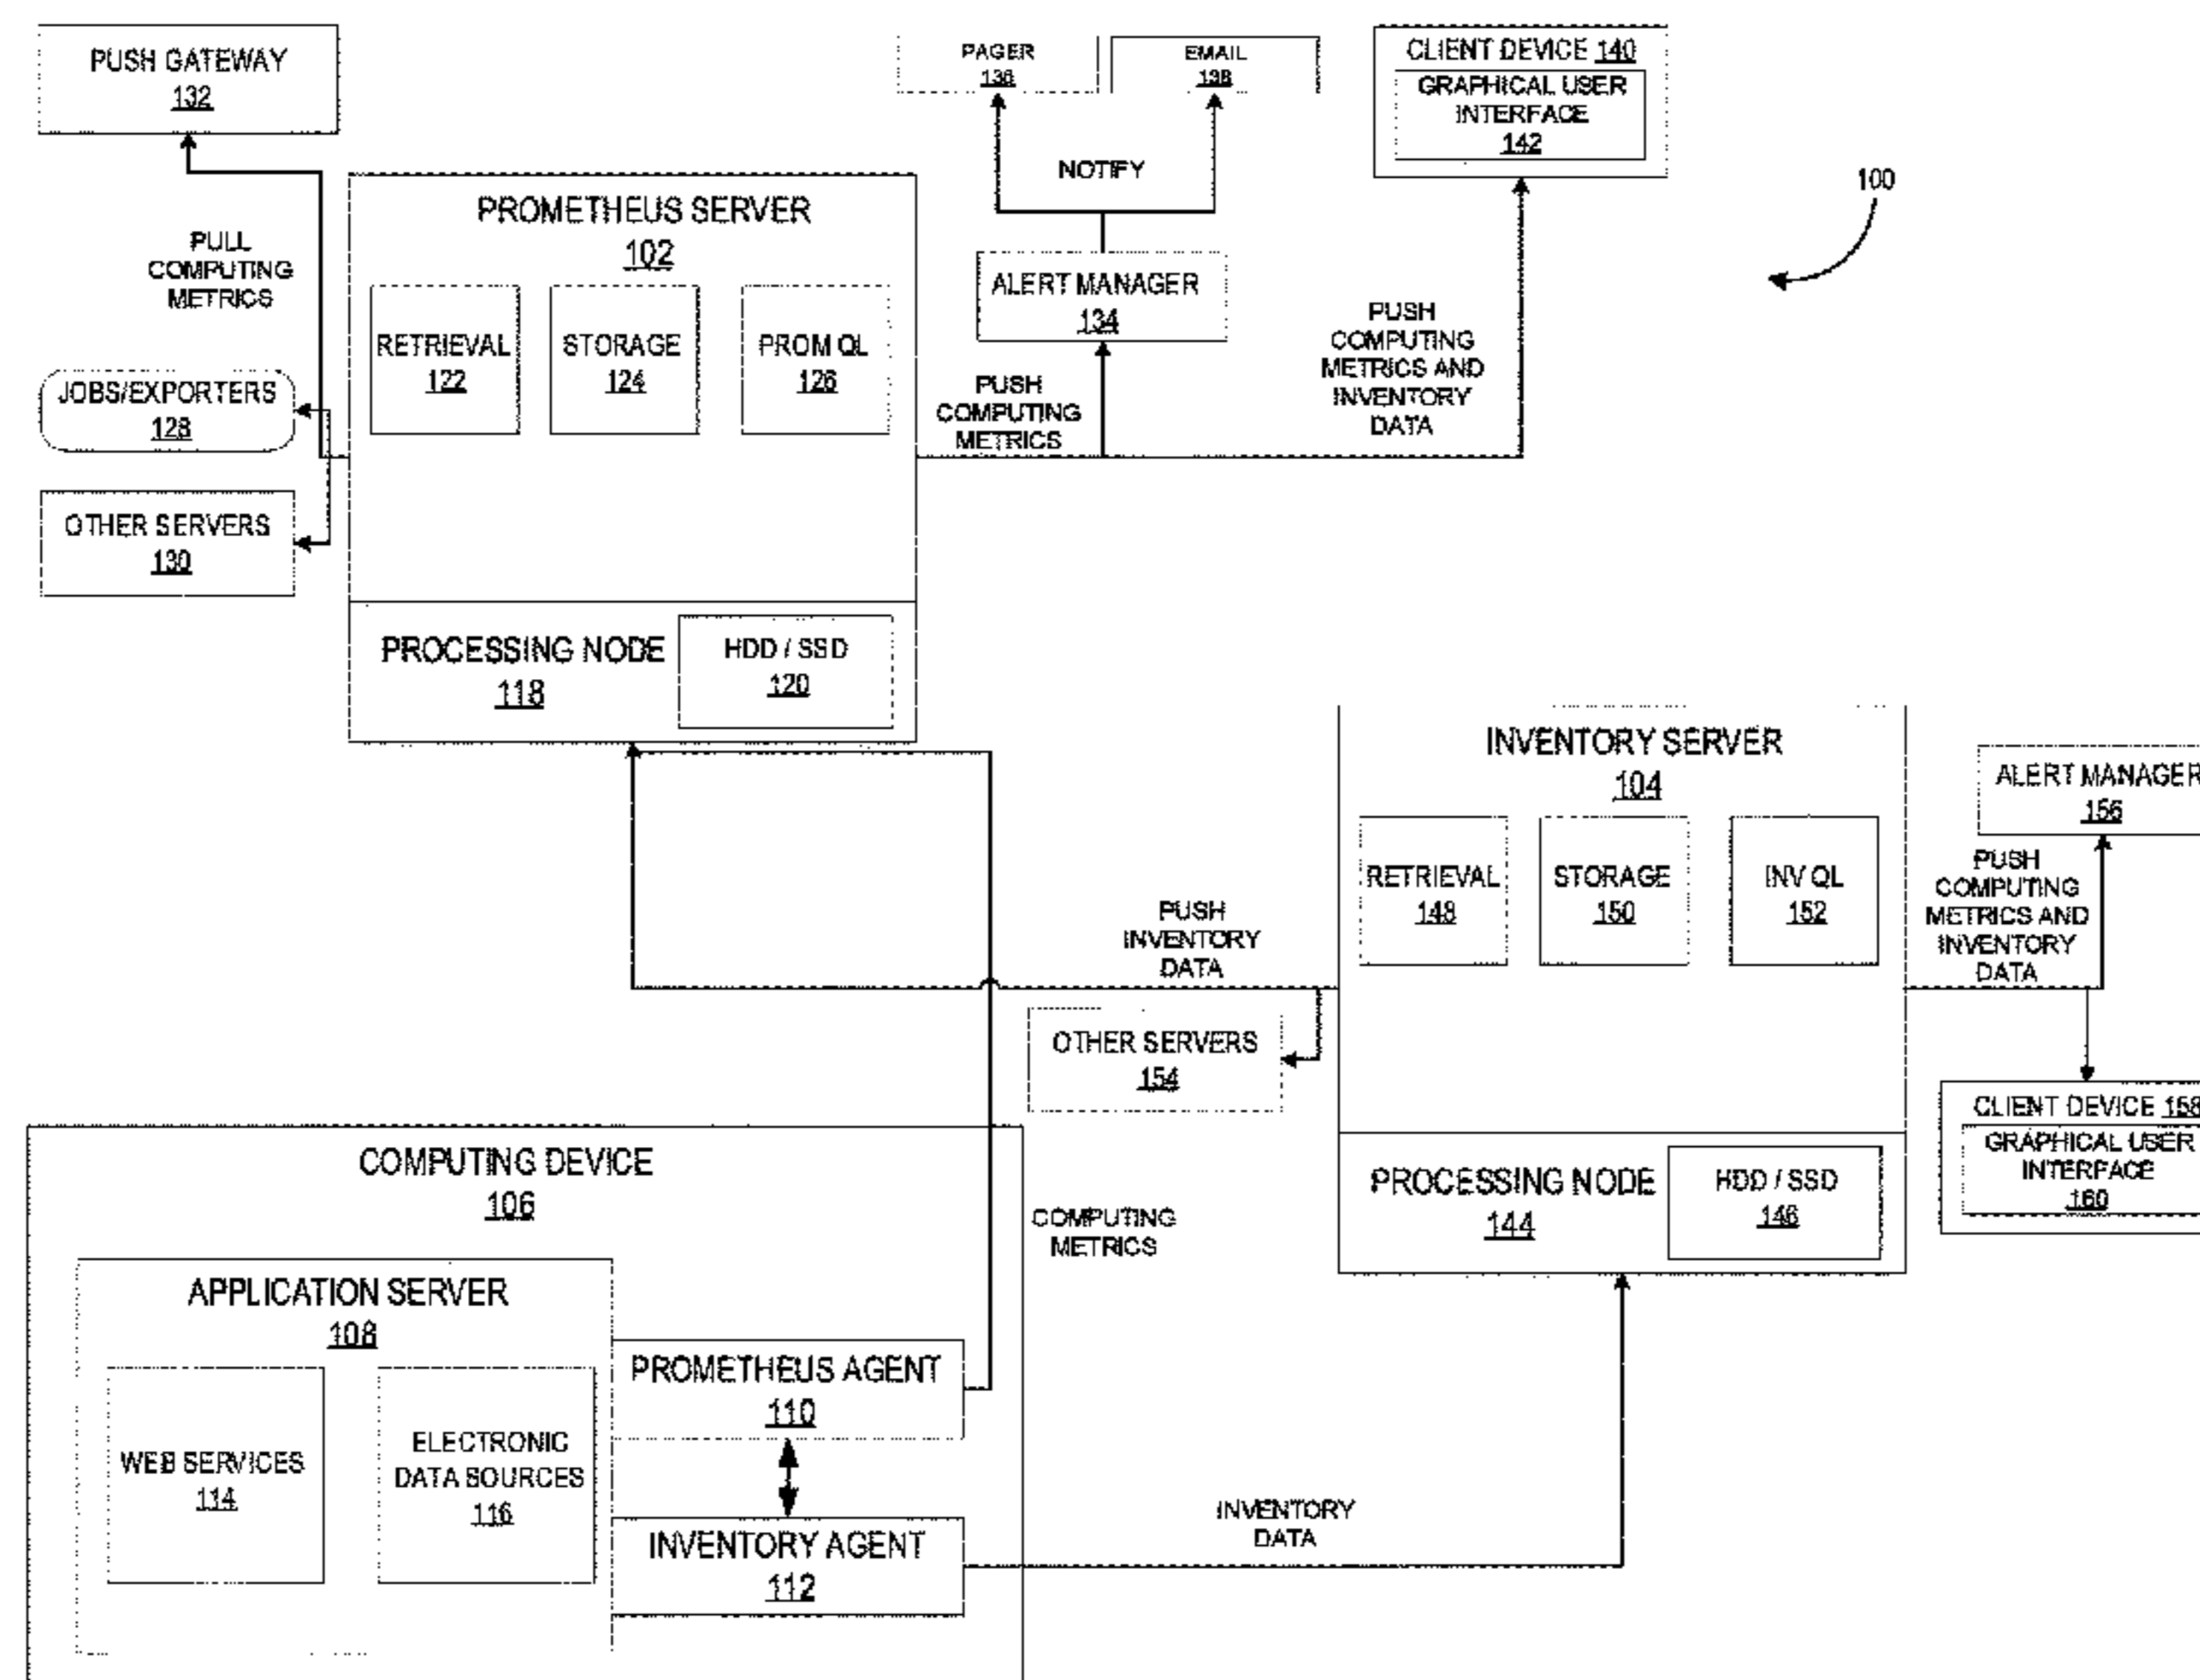 PUSH GATEWAY
132
PAGER
136
EMAIL
138
CLIENT DEVICE 140
GRAPHICAL USER
INTERFACE
142
NOTIFY
100
PROMETHEUS SERVER
102
PULL
COMPUTING
METRICS
ALERT MANAGER
134
RETRIEVAL
122
STORAGE
124
PROM QL
126
PUSH
COMPUTING
METRICS
PUSH
COMPUTING
METRICS AND
INVENTORY
DATA
JOBS/EXPORTERS
128
OTHER SERVERS
130
PROCESSING NODE
118
HDD / SSD
120
INVENTORY SERVER
104
ALERT MANAGER
156
RETRIEVAL
148
STORAGE
150
INV QL
152
PUSH
COMPUTING
METRICS AND
INVENTORY
DATA
PUSH
INVENTORY
DATA
OTHER SERVERS
154
CLIENT DEVICE 158
GRAPHICAL USER
INTERFACE
160
PROCESSING NODE
144
HDD / SSD
146
COMPUTING DEVICE
106
COMPUTING
METRICS
APPLICATION SERVER
108
PROMETHEUS AGENT
110
WEB SERVICES
114
ELECTRONIC
DATA SOURCES
116
INVENTORY AGENT
112
INVENTORY
DATA